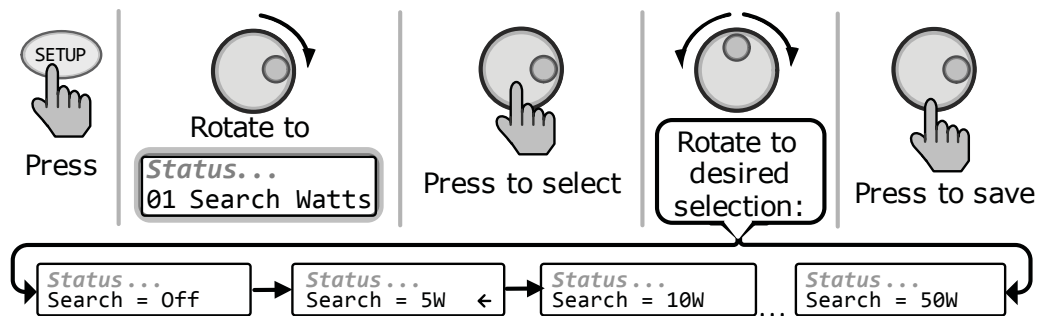 SETUP
Press
Rotate to
Status...
01 Search Watts
Press to select
Rotate to
desired
selection:
Press to save
Status...
Search = Off
Status...
Search = 5W ←
Status...
Search = 10W
...
Status...
Search = 50W